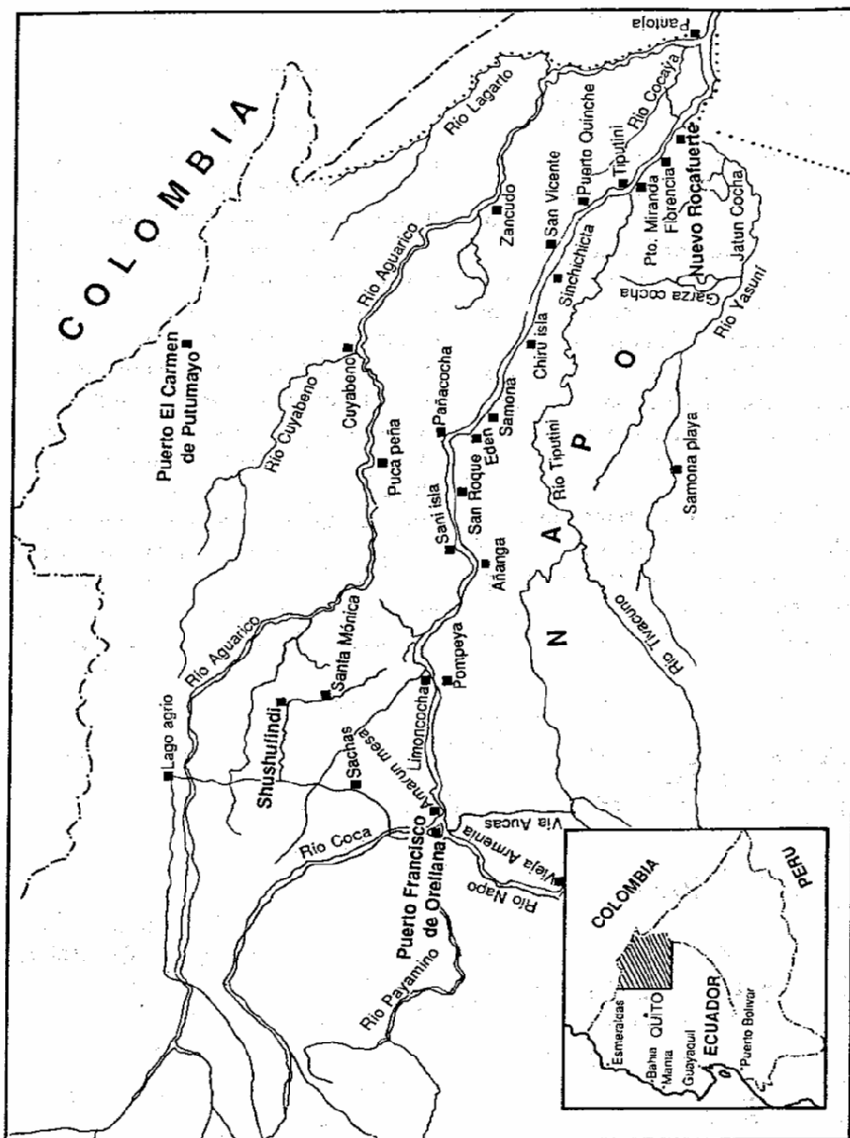 COLOMBIA
Puerto El Carmen
de Putumayo
Río Lagarto
Pantoja
Río Cocaya
Río Aguarico
Río Cuyabeno
Cuyabeno
Zancudo
San Vicente
Puerto Quinche
Tiputini
Sinchichicla
Pto. Miranda
Florencia
Nuevo Rocafuerte
Jatun Cocha
Garza cocha
Río Yasuní
Chiru isla
Pañacocha
Samona
Eden
San Roque
Sani isla
Añanga
Puca peña
Río Tiputini
Samona playa
Río Tivacuno
NAPO
Río Aguarico
Lago agrio
Santa Mónica
Shushufindi
Sachas
Limoncocha
Pompeya
Amarun mesa
Río Coca
Puerto Francisco
de Orellana
Río Payamino
Río Napo
Vieja Armenia
Via Aucas
COLOMBIA
PERU
Esmeraldas
QUITO
Bahia
Manta
Guayaquil
ECUADOR
Puerto Bolivar